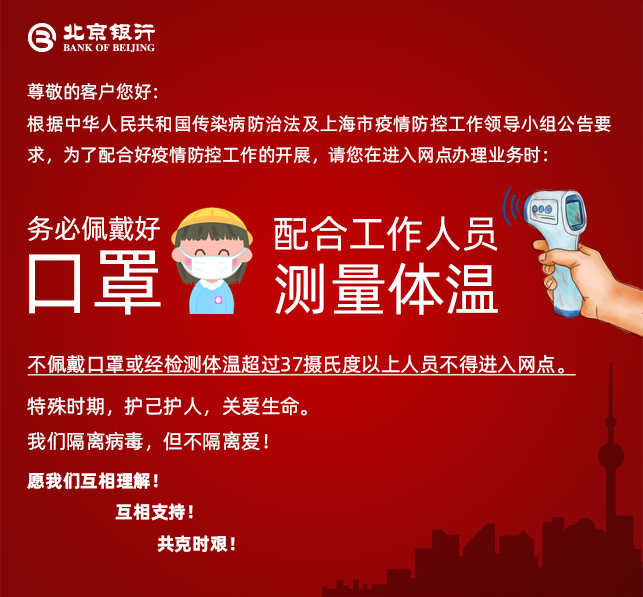 北京银行
BANK OF BEIJING
尊敬的客户您好：
根据中华人民共和国传染病防治法及上海市疫情防控工作领导小组公告要
求，为了配合好疫情防控工作的开展，请您在进入网点办理业务时：
务必佩戴好
口罩
配合工作人员
测量体温
不佩戴口罩或经检测体温超过37摄氏度以上人员不得进入网点。
特殊时期，护己护人，关爱生命。
我们隔离病毒，但不隔离爱！
愿我们互相理解！
互相支持！
共克时艰！